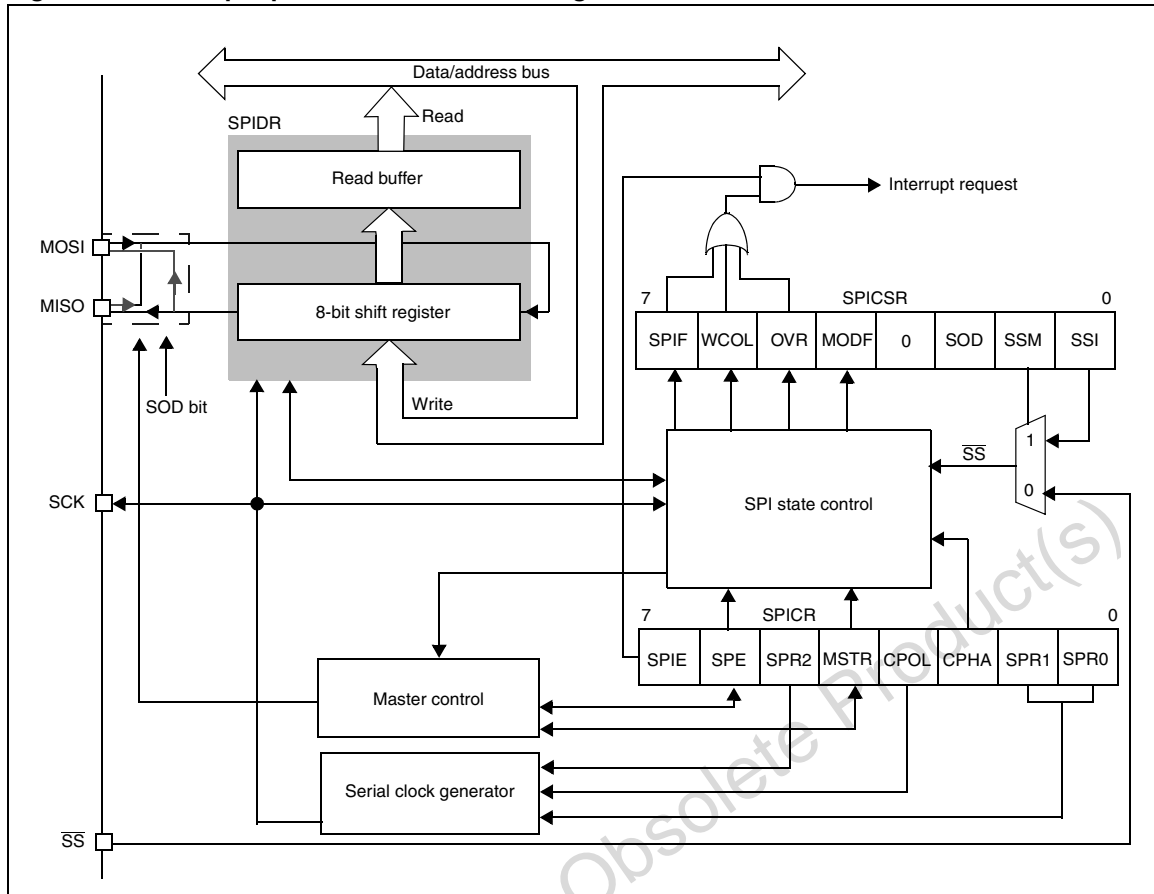 Data/address bus
SPIDR
Read
Read buffer
Interrupt request
MOSI
MISO
8-bit shift register
7 SPICSR 0
SPIF WCOL OVR MODF 0 SOD SSM SSI
SOD bit
Write
1
SS
SCK
SPI state control
0
7 SPICR 0
SPIE SPE SPR2 MSTR CPOL CPHA SPR1 SPR0
Master control
Serial clock generator
SS
Obsolete Product(s)